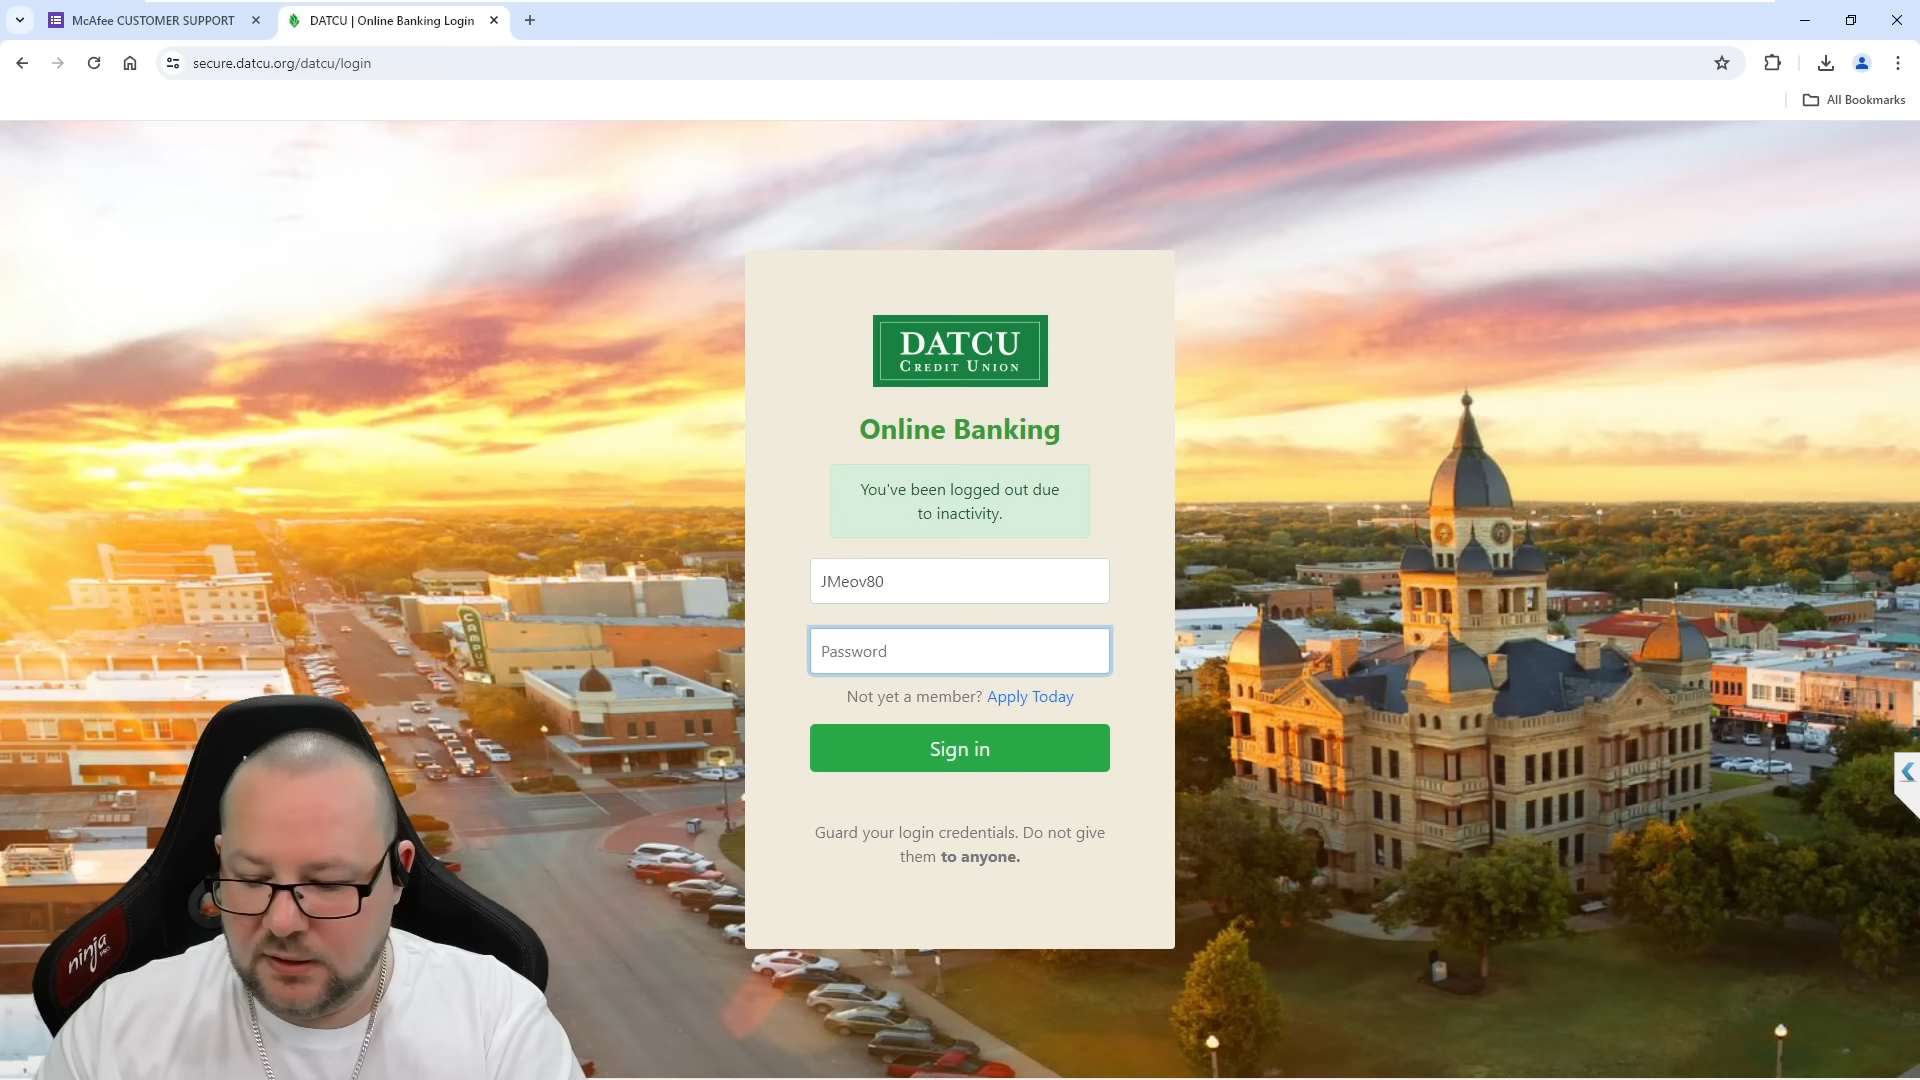 McAfee CUSTOMER SUPPORT
DATCU | Online Banking Login
secure.datcu.org/datcu/login
All Bookmarks
DATCU
CREDIT UNION
Online Banking
You've been logged out due
to inactivity.
JMeov80
Password
Not yet a member? Apply Today
Sign in
Guard your login credentials. Do not give
them to anyone.
CAMPUS
ninja
PRO